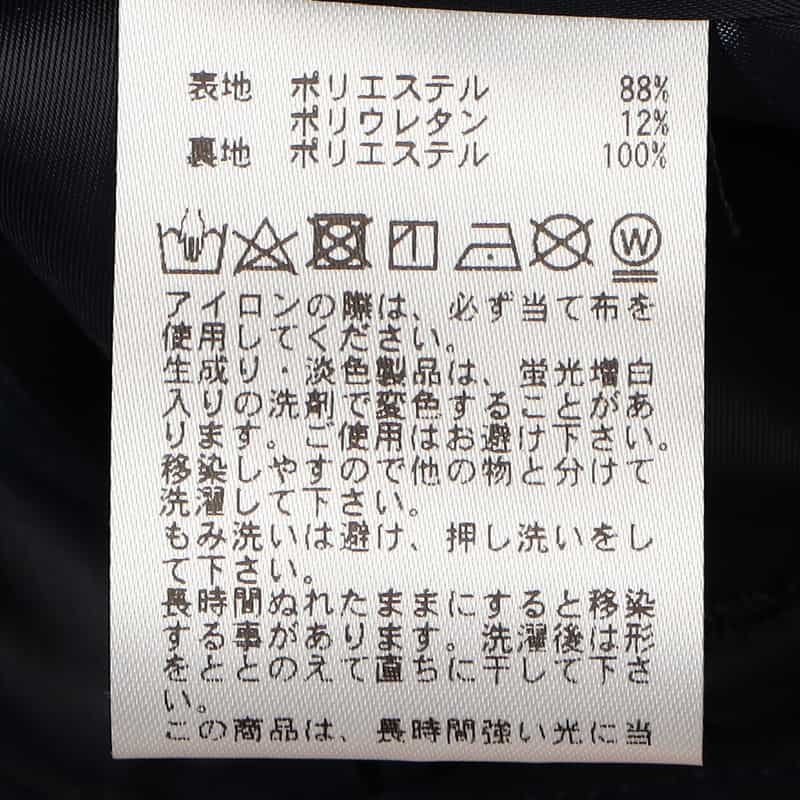 表地 ポリエステル 88%
ポリウレタン 12%
裏地 ポリエステル 100%
W
アイロンの際は、必ず当て布を
使用してください。
生成り・淡色製品は、蛍光増白
入りの洗剤で変色することがあ
ります。ご使用はお避け下さい。
移染しやすので他の物と分けて
洗濯して下さい。
もみ洗いは避け、押し洗いをし
て下さい。
長時間ぬれたままにすると移染
する事があります。洗濯後は形
をととのえて直ちに干して下さ
い。
この商品は、長時間強い光に当